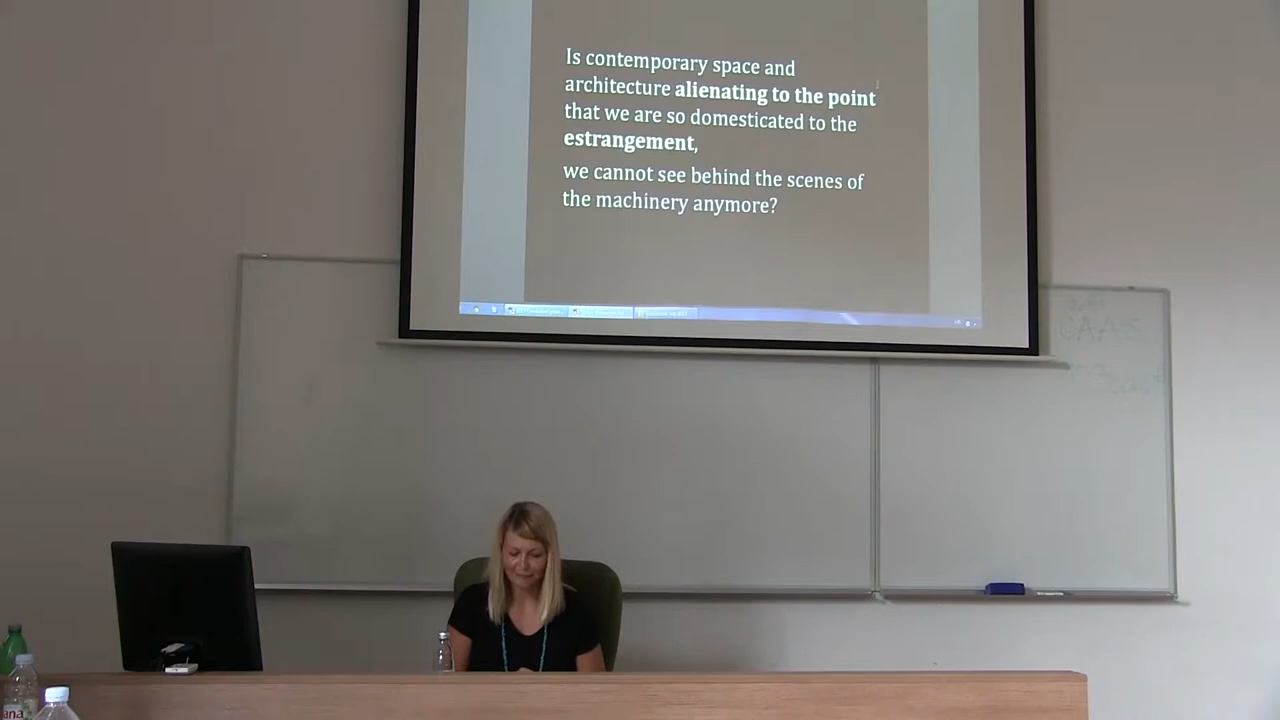 Is contemporary space and
architecture alienating to the point
that we are so domesticated to the
estrangement,
we cannot see behind the scenes of
the machinery anymore?